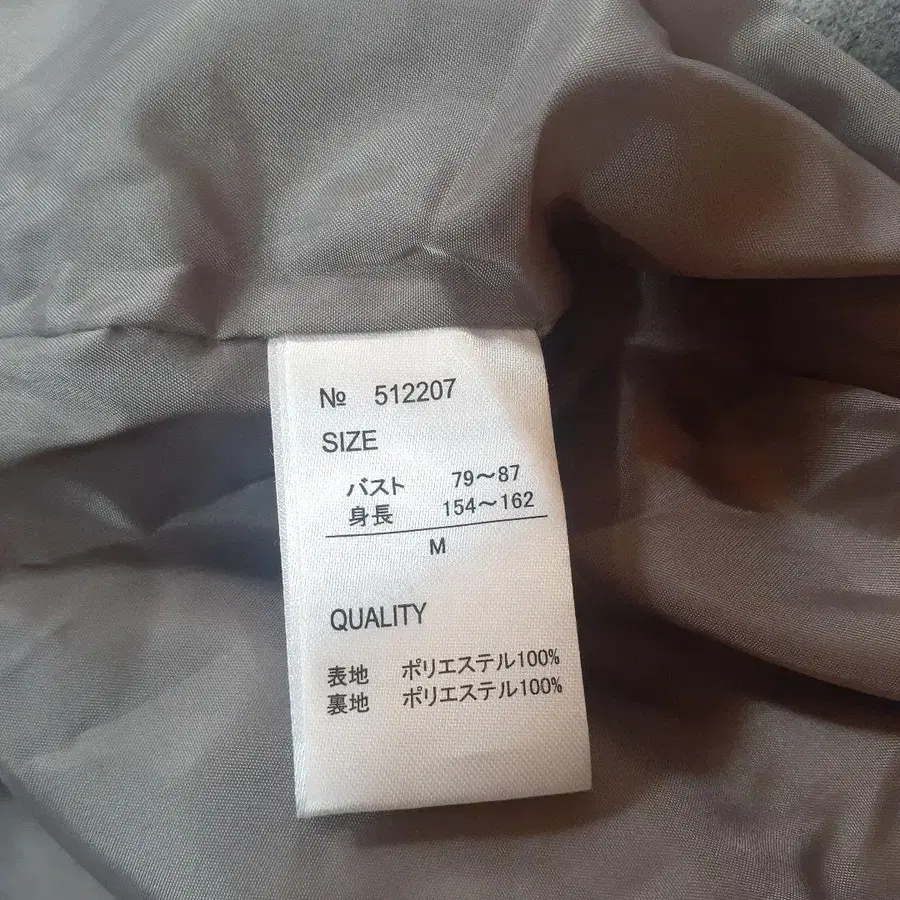 № 512207
SIZE
バスト 79～87
身長 154～162
M
QUALITY
表地 ポリエステル100%
裏地 ポリエステル100%